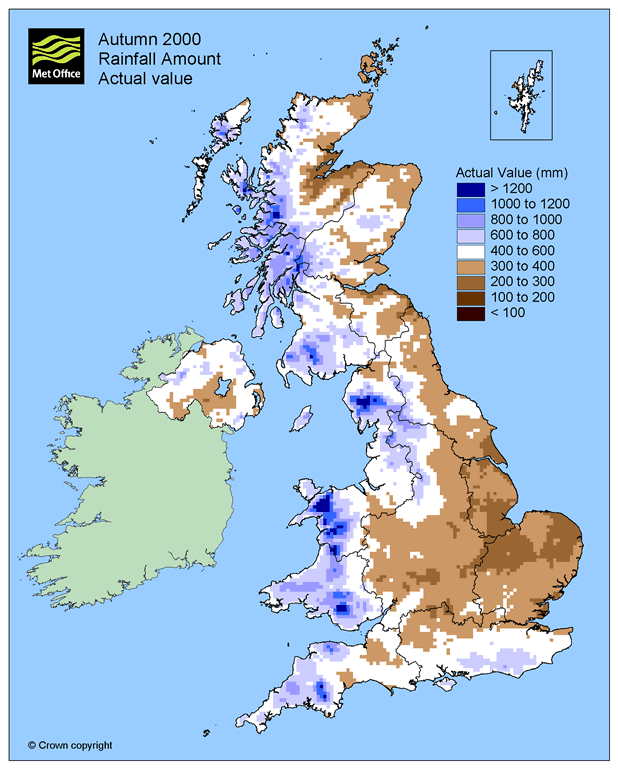 Met Office
Autumn 2000
Rainfall Amount
Actual value
Actual Value (mm)
> 1200
1000 to 1200
800 to 1000
600 to 800
400 to 600
300 to 400
200 to 300
100 to 200
< 100
© Crown copyright